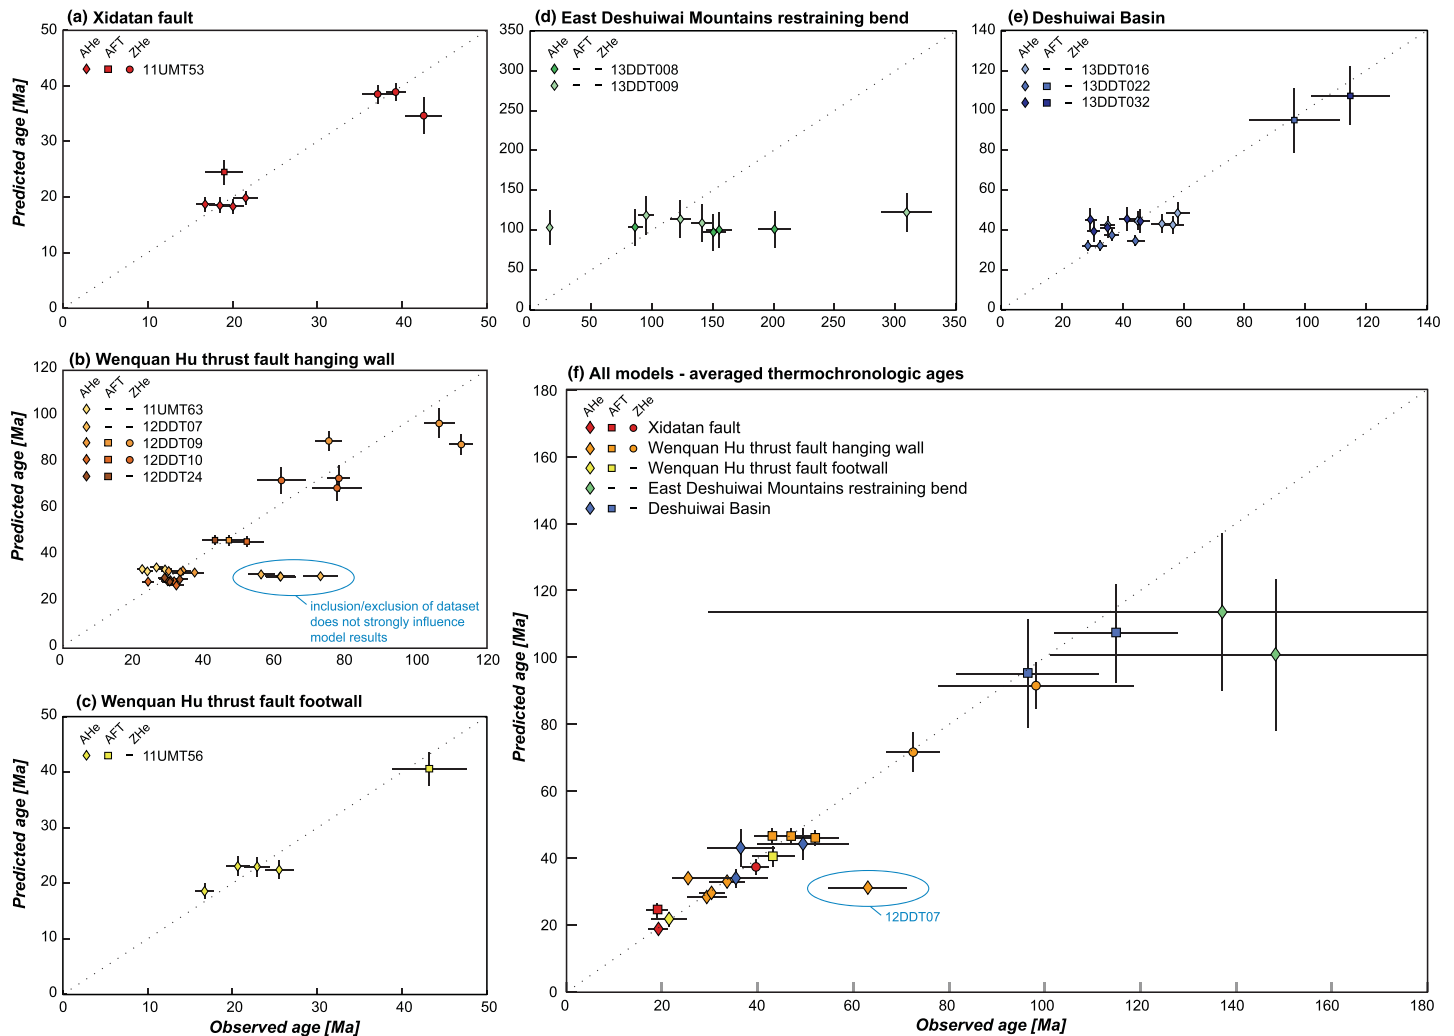 (a) Xidatan fault
AHe AFT ZHe
11UMT53
Predicted age [Ma]
50
40
30
20
10
0
0 10 20 30 40 50
(d) East Deshuiwai Mountains restraining bend
AHe AFT ZHe
13DDT008
13DDT009
350
300
250
200
150
100
50
0
0 50 100 150 200 250 300 350
(e) Deshuiwai Basin
AHe AFT ZHe
13DDT016
13DDT022
13DDT032
140
120
100
80
60
40
20
0
0 20 40 60 80 100 120 140
(b) Wenquan Hu thrust fault hanging wall
AHe AFT ZHe
11UMT63
12DDT07
12DDT09
12DDT10
12DDT24
inclusion/exclusion of dataset
does not strongly influence
model results
Predicted age [Ma]
120
100
80
60
40
20
0
0 20 40 60 80 100 120
(c) Wenquan Hu thrust fault footwall
AHe AFT ZHe
11UMT56
Predicted age [Ma]
50
40
30
20
10
0
0 10 20 30 40 50
Observed age [Ma]
(f) All models - averaged thermochronologic ages
AHe AFT ZHe
Xidatan fault
Wenquan Hu thrust fault hanging wall
Wenquan Hu thrust fault footwall
East Deshuiwai Mountains restraining bend
Deshuiwai Basin
12DDT07
Predicted age [Ma]
180
160
140
120
100
80
60
40
20
0
0 20 40 60 80 100 120 140 160 180
Observed age [Ma]